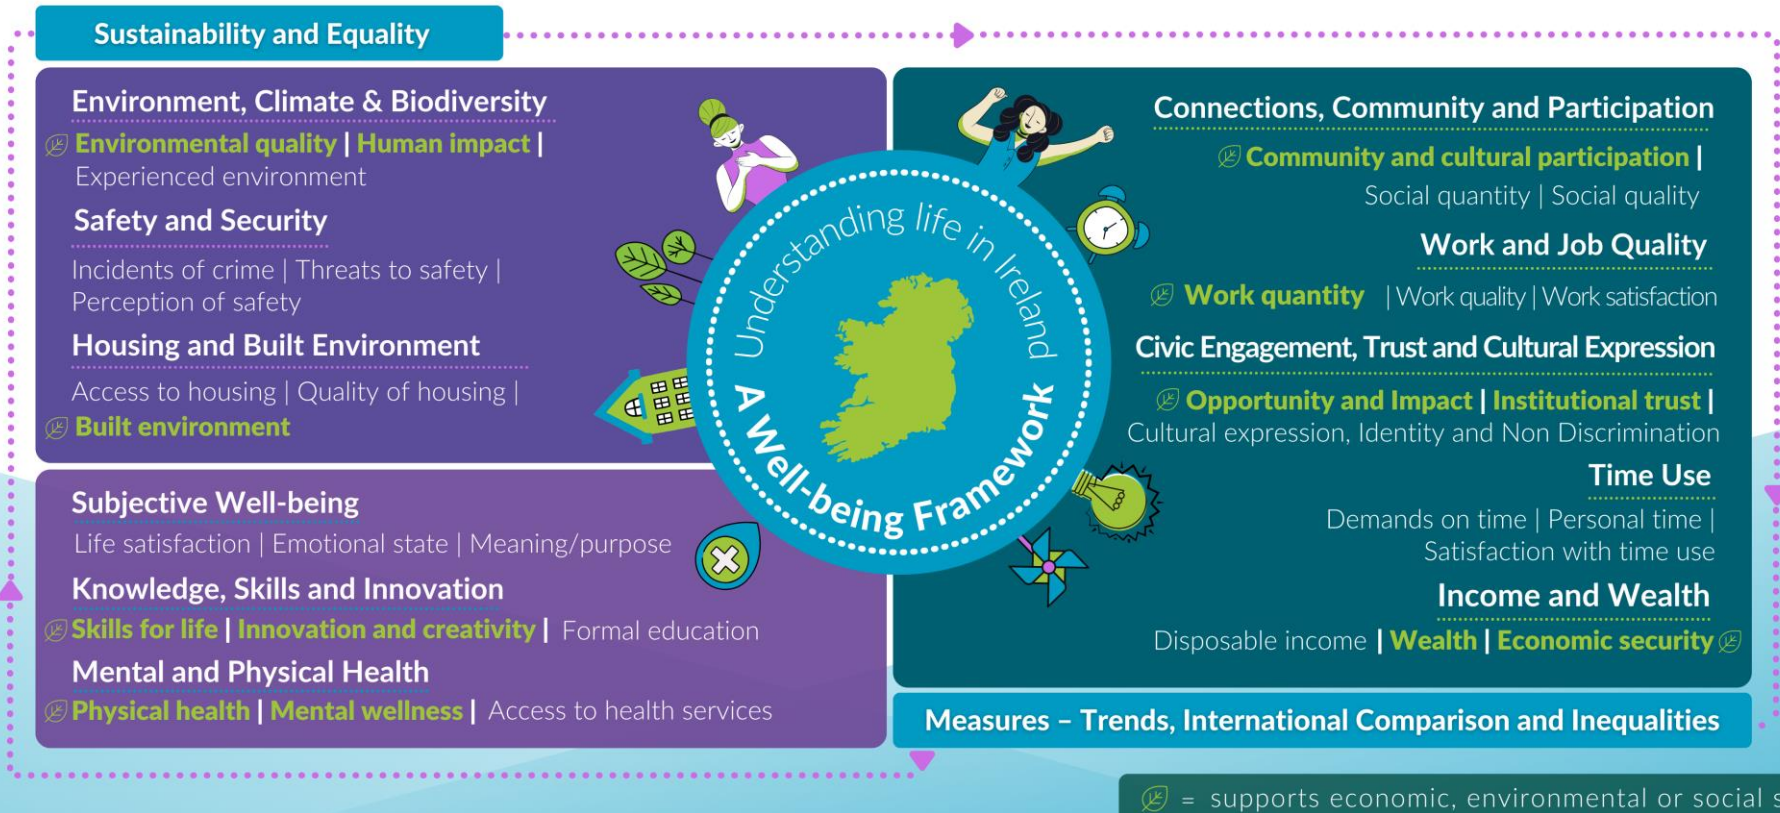 Sustainability and Equality
Environment, Climate & Biodiversity
Environmental quality | Human impact |
Experienced environment
Safety and Security
Incidents of crime | Threats to safety |
Perception of safety
Housing and Built Environment
Access to housing | Quality of housing |
Built environment
Subjective Well-being
Life satisfaction | Emotional state | Meaning/purpose
Knowledge, Skills and Innovation
Skills for life | Innovation and creativity | Formal education
Mental and Physical Health
Physical health | Mental wellness | Access to health services
Understanding life in Ireland
A Well-being Framework
Connections, Community and Participation
Community and cultural participation |
Social quantity | Social quality
Work and Job Quality
Work quantity | Work quality | Work satisfaction
Civic Engagement, Trust and Cultural Expression
Opportunity and Impact | Institutional trust |
Cultural expression, Identity and Non Discrimination
Time Use
Demands on time | Personal time |
Satisfaction with time use
Income and Wealth
Disposable income | Wealth | Economic security
Measures – Trends, International Comparison and Inequalities
= supports economic, environmental or social